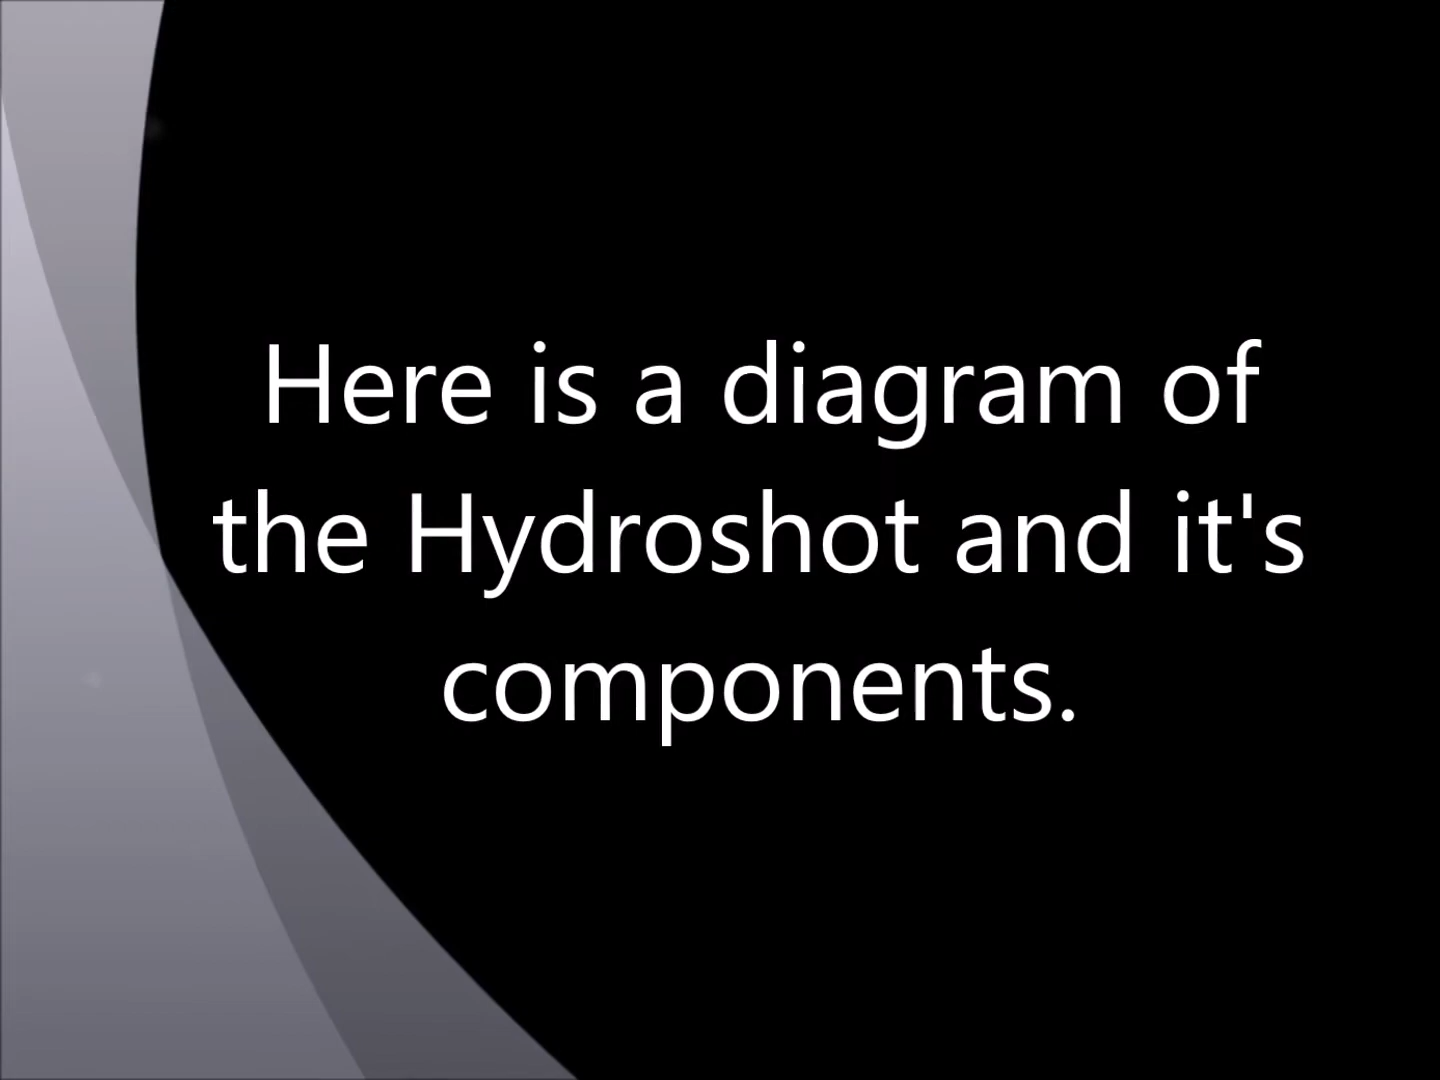 Here is a diagram of
the Hydroshot and it's
components.